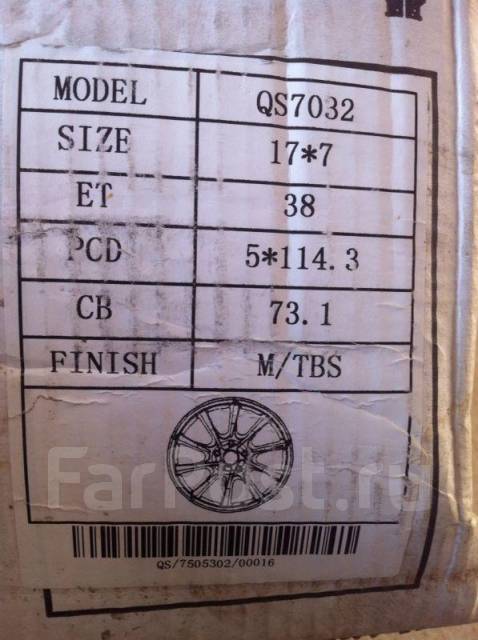 MODEL QS7032
SIZE 17*7
ET 38
PCD 5*114.3
CB 73.1
FINISH M/TBS
FarPost.ru
QS/7505302/00016